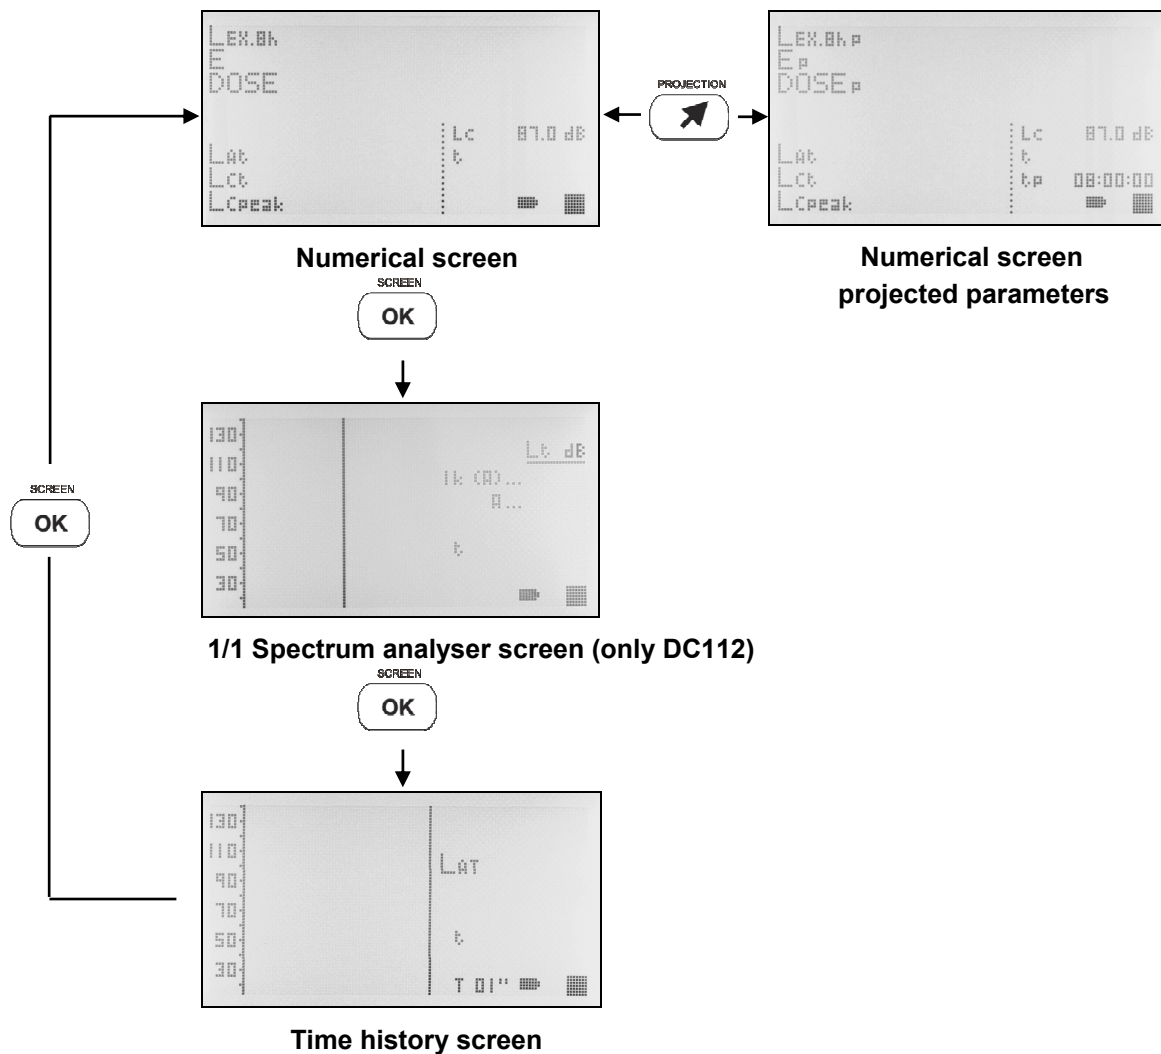 LEX.8h
E
DOSE
Lc 87.0 dB
LAt t
LCt
LCpeak
Numerical screen
PROJECTION
LEX.8hp
Ep
DOSEp
Lc 87.0 dB
LAt t
LCt tp 08:00:00
LCpeak
Numerical screen
projected parameters
SCREEN
OK
130
110 Lt dB
90 1k (A)...
A...
70
50 t
30
1/1 Spectrum analyser screen (only DC112)
SCREEN
OK
SCREEN
OK
130
110
LAT
90
70
50 t
30
T 01"
Time history screen